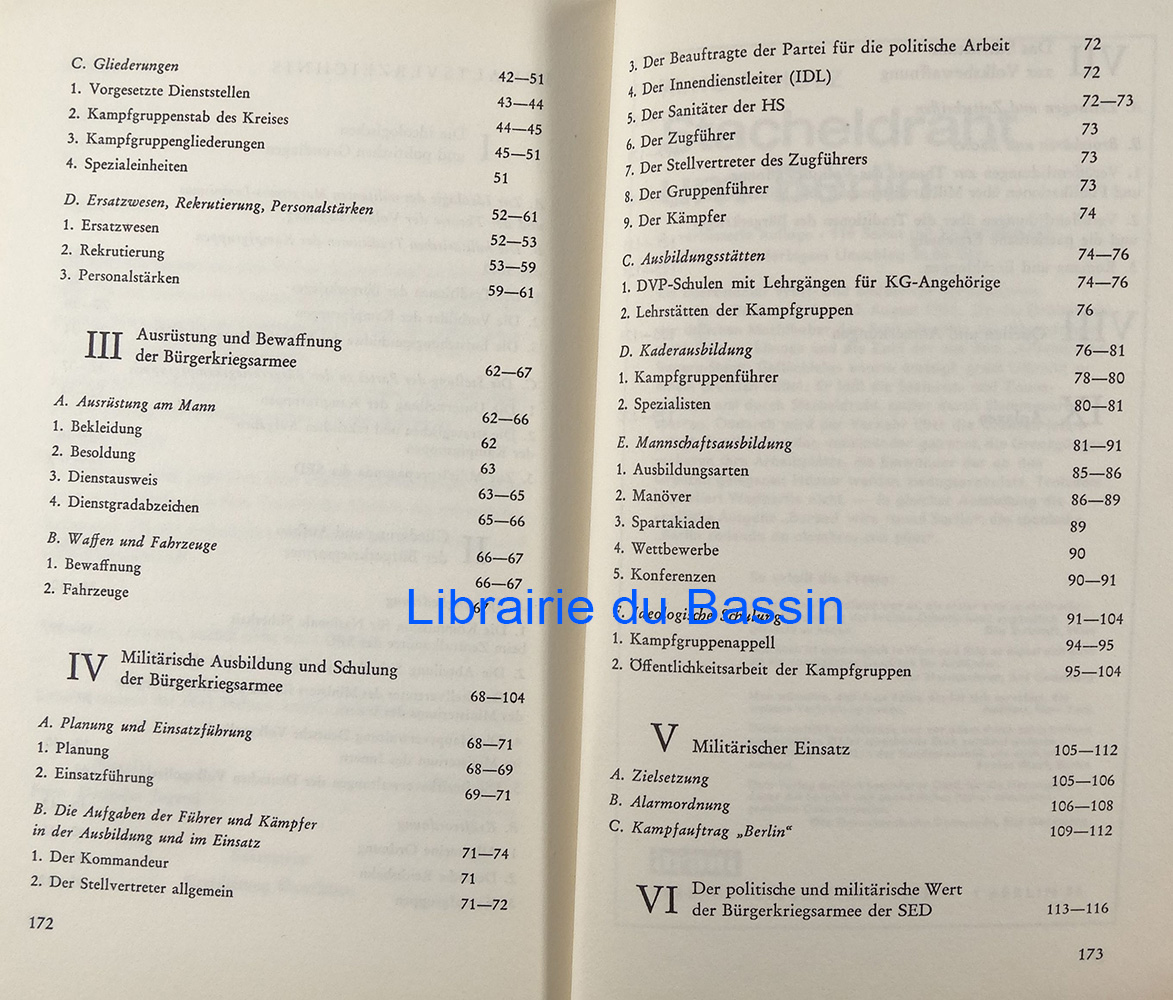 C. Gliederungen 42—51
1. Vorgesetzte Dienststellen 43—44
2. Kampfgruppenstab des Kreises 44—45
3. Kampfgruppengliederungen 45—51
4. Spezialeinheiten 51
D. Ersatzwesen, Rekrutierung, Personalstärken 52—61
1. Ersatzwesen 52—53
2. Rekrutierung 53—59
3. Personalstärken 59—61
III Ausrüstung und Bewaffnung
der Bürgerkriegsarmee 62—67
A. Ausrüstung am Mann 62—66
1. Bekleidung 62
2. Besoldung 63
3. Dienstausweis 63—65
4. Dienstgradabzeichen 65—66
B. Waffen und Fahrzeuge 66—67
1. Bewaffnung 66—67
2. Fahrzeuge 67
IV Militärische Ausbildung und Schulung
der Bürgerkriegsarmee 68—104
A. Planung und Einsatzführung 68—71
1. Planung 68—69
2. Einsatzführung 69—71
B. Die Aufgaben der Führer und Kämpfer
in der Ausbildung und im Einsatz 71—74
1. Der Kommandeur 71
2. Der Stellvertreter allgemein 71—72
172
3. Der Beauftragte der Partei für die politische Arbeit 72
4. Der Innendienstleiter (IDL) 72
5. Der Sanitäter der HS 72—73
6. Der Zugführer 73
7. Der Stellvertreter des Zugführers 73
8. Der Gruppenführer 73
9. Der Kämpfer 74
C. Ausbildungsstätten 74—76
1. DVP-Schulen mit Lehrgängen für KG-Angehörige 74—76
2. Lehrstätten der Kampfgruppen 76
D. Kaderausbildung 76—81
1. Kampfgruppenführer 78—80
2. Spezialisten 80—81
E. Mannschaftsausbildung 81—91
1. Ausbildungsarten 85—86
2. Manöver 86—89
3. Spartakiaden 89
4. Wettbewerbe 90
5. Konferenzen 90—91
F. Ideologische Schulung 91—104
1. Kampfgruppenappell 94—95
2. Öffentlichkeitsarbeit der Kampfgruppen 95—104
V Militärischer Einsatz 105—112
A. Zielsetzung 105—106
B. Alarmordnung 106—108
C. Kampfauftrag „Berlin“ 109—112
VI Der politische und militärische Wert
der Bürgerkriegsarmee der SED 113—116
173
Librairie du Bassin